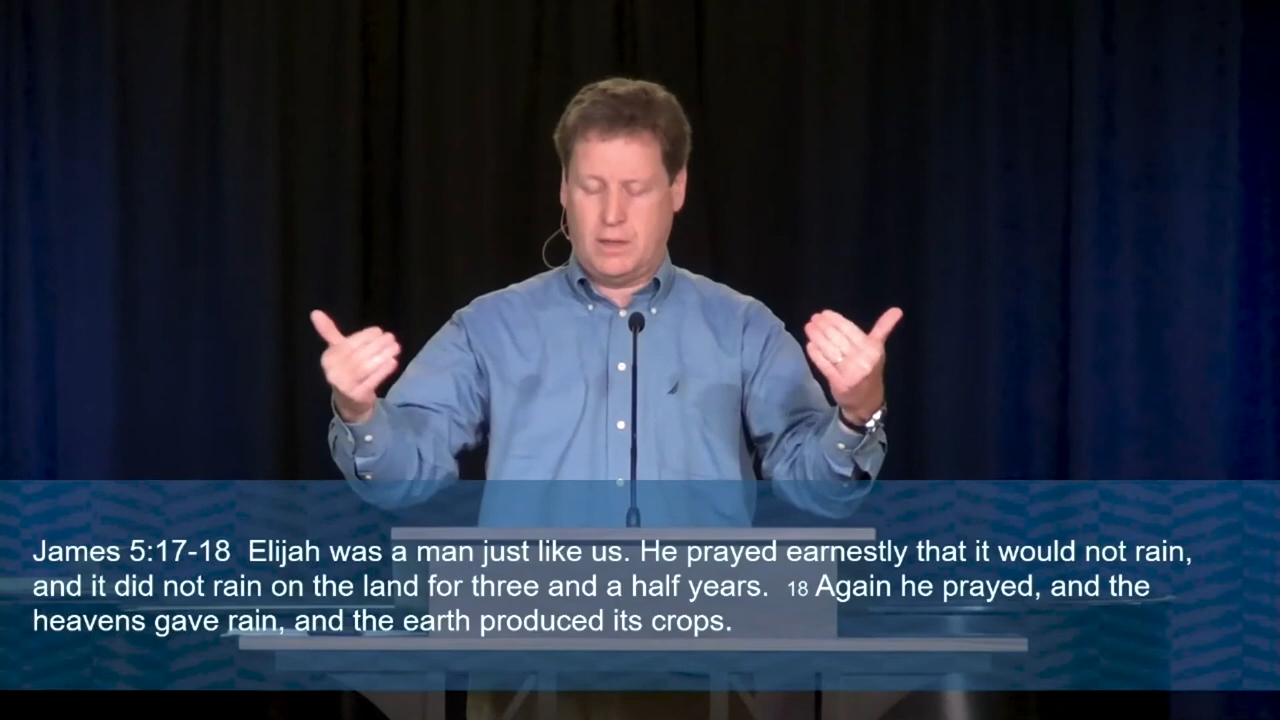 James 5:17-18  Elijah was a man just like us. He prayed earnestly that it would not rain,
and it did not rain on the land for three and a half years.  18 Again he prayed, and the
heavens gave rain, and the earth produced its crops.